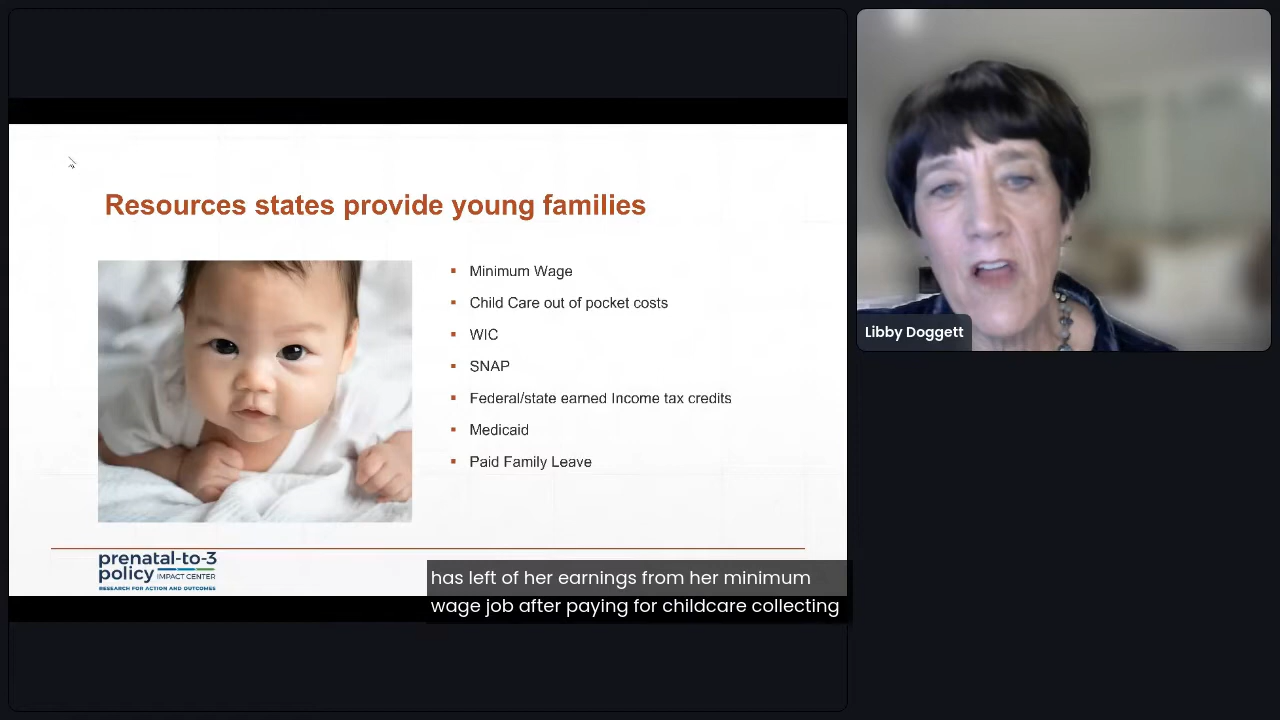 Resources states provide young families
Minimum Wage
Child Care out of pocket costs
WIC
SNAP
Federal/state earned Income tax credits
Medicaid
Paid Family Leave
prenatal-to-3
policy IMPACT CENTER
RESEARCH FOR ACTION AND OUTCOMES
has left of her earnings from her minimum
wage job after paying for childcare collecting
Libby Doggett